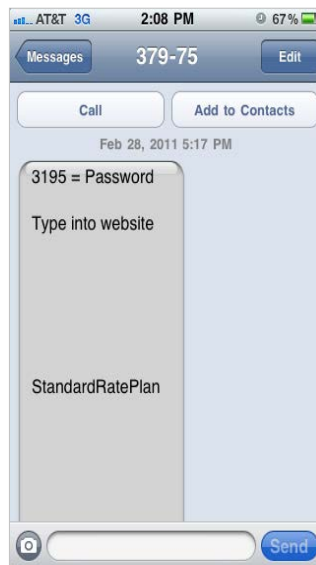 AT&T 3G 2:08 PM 67%
Messages 379-75 Edit
Call Add to Contacts
Feb 28, 2011 5:17 PM
3195 = Password
Type into website
StandardRatePlan
Send